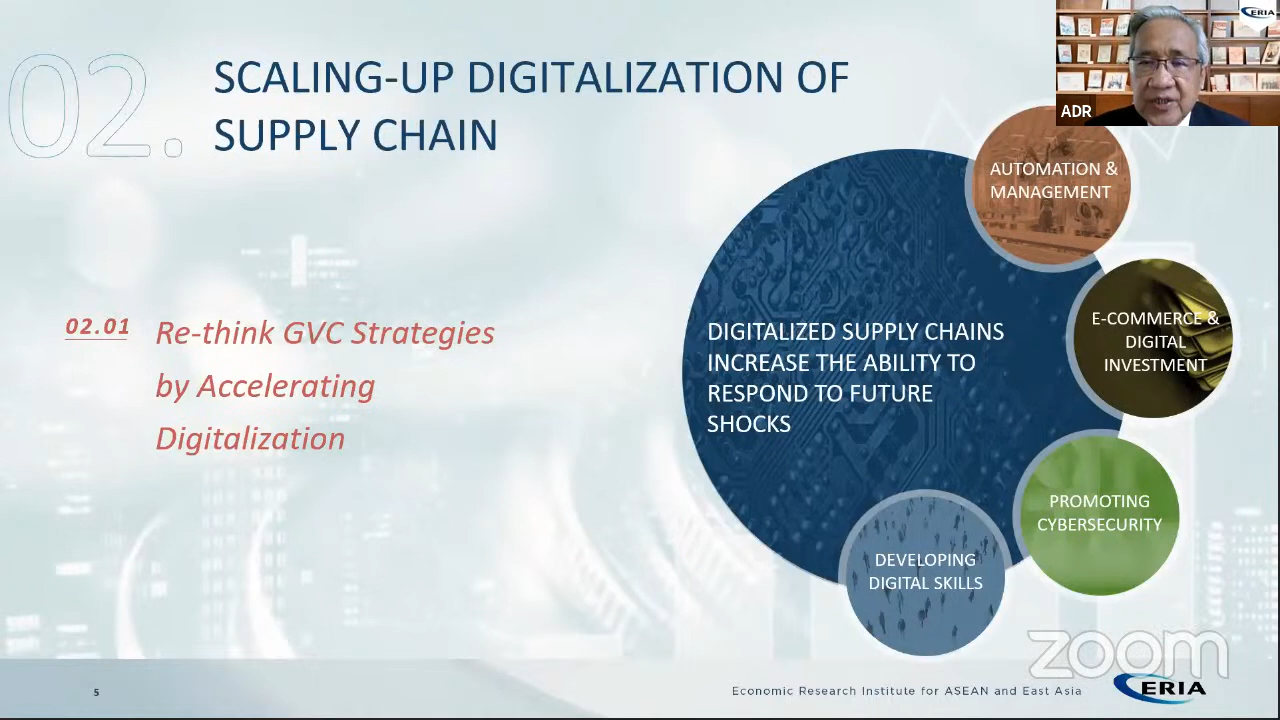 02.
SCALING-UP DIGITALIZATION OF
SUPPLY CHAIN
ERIA
ADR
AUTOMATION &
MANAGEMENT
02.01
Re-think GVC Strategies
by Accelerating
Digitalization
DIGITALIZED SUPPLY CHAINS
INCREASE THE ABILITY TO
RESPOND TO FUTURE
SHOCKS
E-COMMERCE &
DIGITAL
INVESTMENT
PROMOTING
CYBERSECURITY
DEVELOPING
DIGITAL SKILLS
zoom
5
Economic Research Institute for ASEAN and East Asia
ERIA